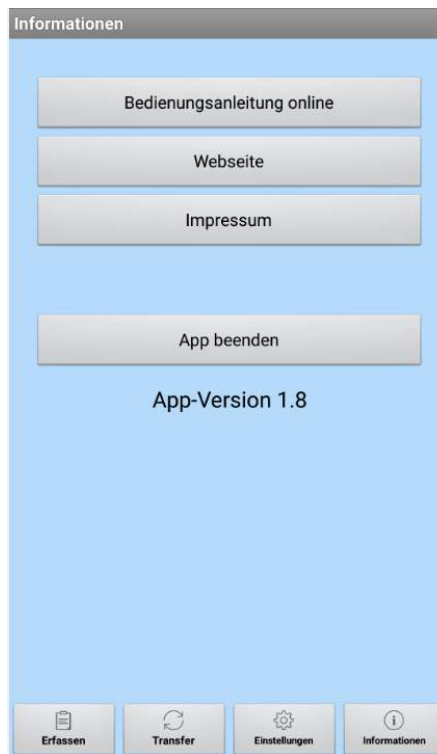 Informationen
Bedienungsanleitung online
Webseite
Impressum
App beenden
App-Version 1.8
Erfassen
Transfer
Einstellungen
Informationen